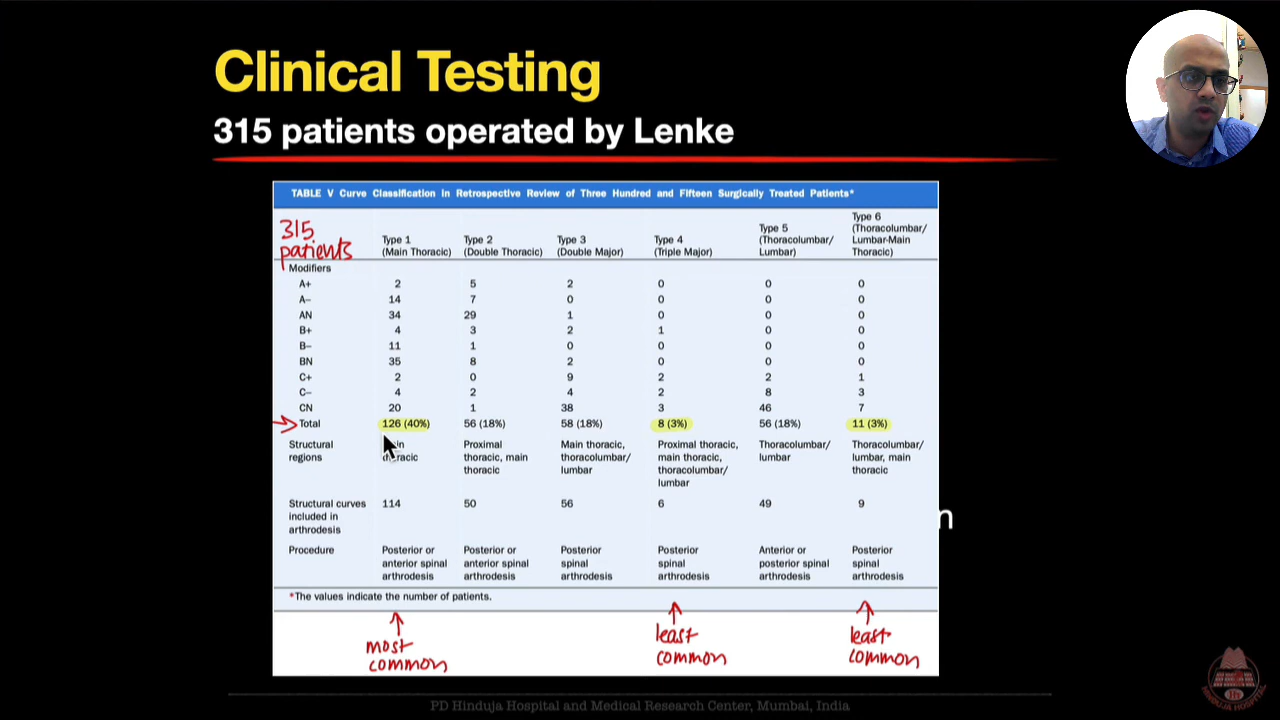 Clinical Testing
315 patients operated by Lenke
TABLE V Curve Classification in Retrospective Review of Three Hundred and Fifteen Surgically Treated Patients*
315 patients
Modifiers Type 1 (Main Thoracic) Type 2 (Double Thoracic) Type 3 (Double Major) Type 4 (Triple Major) Type 5 (Thoracolumbar/ Lumbar) Type 6 (Thoracolumbar/ Lumbar-Main Thoracic)
A+ 2 5 2 0 0 0
A– 14 7 0 0 0 0
AN 34 29 1 0 0 0
B+ 4 3 2 1 0 0
B– 11 1 0 0 0 0
BN 35 8 2 0 0 0
C+ 2 0 9 2 2 1
C– 4 2 4 2 8 3
CN 20 1 38 3 46 7
Total 126 (40%) 56 (18%) 58 (18%) 8 (3%) 56 (18%) 11 (3%)
Structural regions thoracic Proximal thoracic, main thoracic Main thoracic, thoracolumbar/ lumbar Proximal thoracic, main thoracic, thoracolumbar/ lumbar Thoracolumbar/ lumbar Thoracolumbar/ lumbar, main thoracic
Structural curves included in arthrodesis 114 50 56 6 49 9
Procedure Posterior or anterior spinal arthrodesis Posterior or anterior spinal arthrodesis Posterior spinal arthrodesis Posterior spinal arthrodesis Anterior or posterior spinal arthrodesis Posterior spinal arthrodesis
*The values indicate the number of patients.
most common least common least common
n
PD Hinduja Hospital and Medical Research Center, Mumbai, India